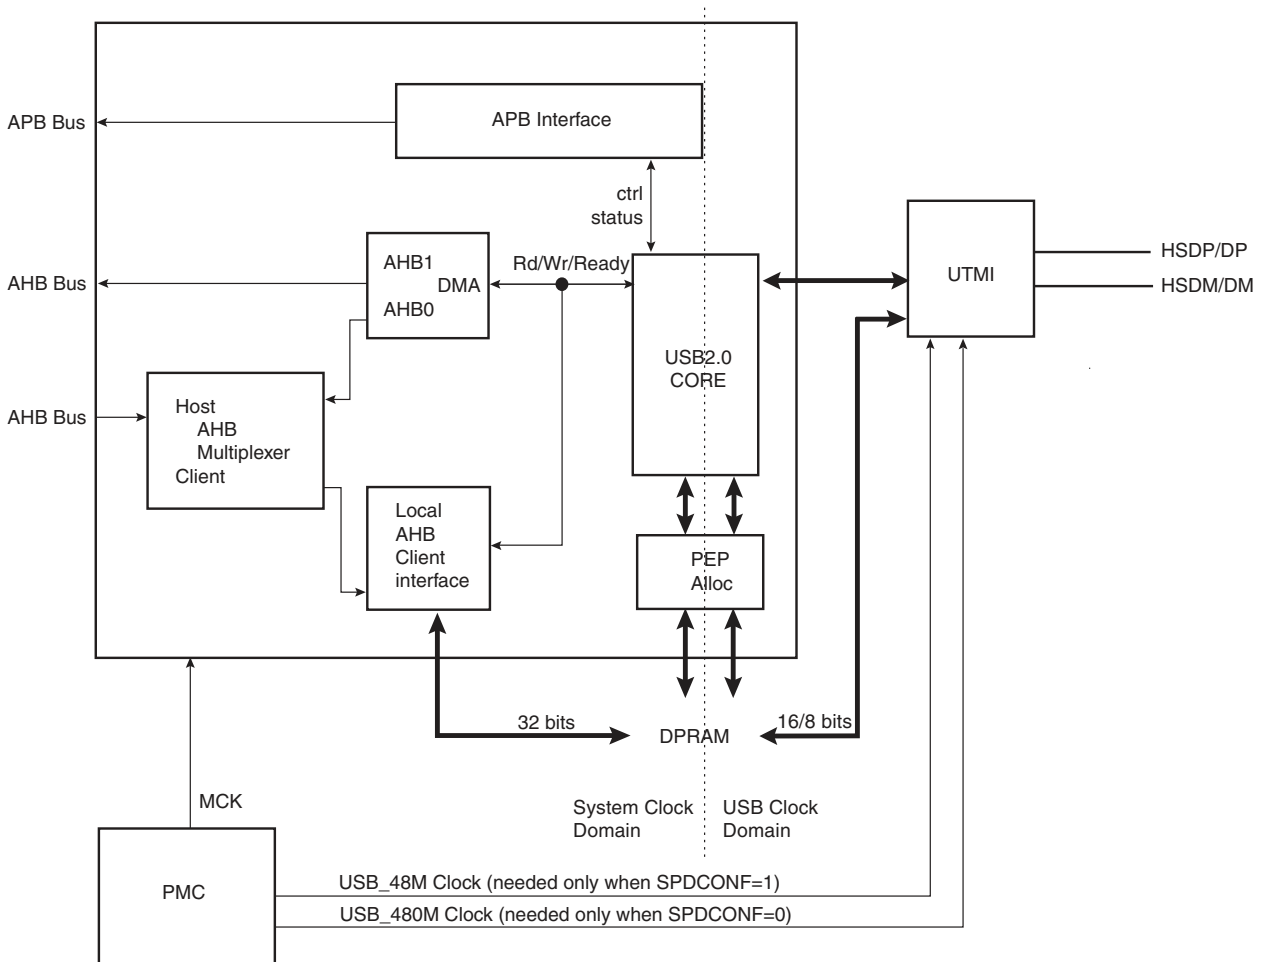 APB Bus
APB Interface
ctrl
status
AHB Bus
AHB1
DMA
AHB0
Rd/Wr/Ready
USB2.0
CORE
UTMI
HSDP/DP
HSDM/DM
AHB Bus
Host
AHB
Multiplexer
Client
Local
AHB
Client
interface
PEP
Alloc
32 bits
DPRAM
16/8 bits
MCK
System Clock
Domain
USB Clock
Domain
PMC
USB_48M Clock (needed only when SPDCONF=1)
USB_480M Clock (needed only when SPDCONF=0)